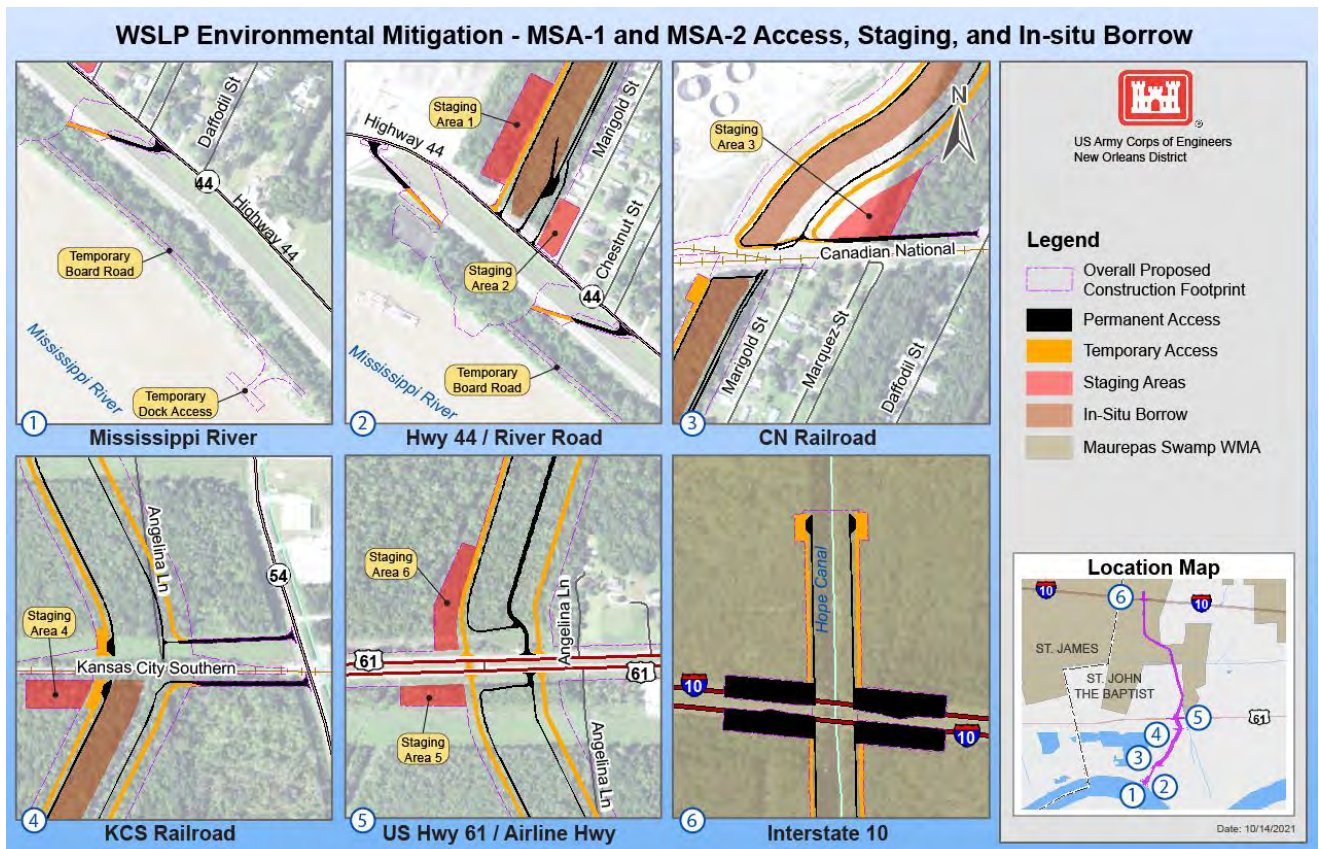 WSLP Environmental Mitigation - MSA-1 and MSA-2 Access, Staging, and In-situ Borrow
Daffodil St
44
Highway 44
Temporary
Board Road
Mississippi River
Temporary
Dock Access
1
Mississippi River
Staging
Area 1
Highway 44
Marigold St
Staging
Area 2
Chestnut St
44
Mississippi River
Temporary
Board Road
2
Hwy 44 / River Road
Staging
Area 3
N
Canadian National
Marigold St
Marquez St
Daffodil St
3
CN Railroad
Angelina Ln
54
Staging
Area 4
Kansas City Southern
4
KCS Railroad
Staging
Area 6
Angelina Ln
61
61
Staging
Area 5
Angelina Ln
5
US Hwy 61 / Airline Hwy
Hope Canal
10
10
6
Interstate 10
®
US Army Corps of Engineers
New Orleans District
Legend
Overall Proposed
Construction Footprint
Permanent Access
Temporary Access
Staging Areas
In-Situ Borrow
Maurepas Swamp WMA
Location Map
10
6
10
ST. JAMES
ST. JOHN
THE BAPTIST
5
61
4
3
1
2
Date: 10/14/2021